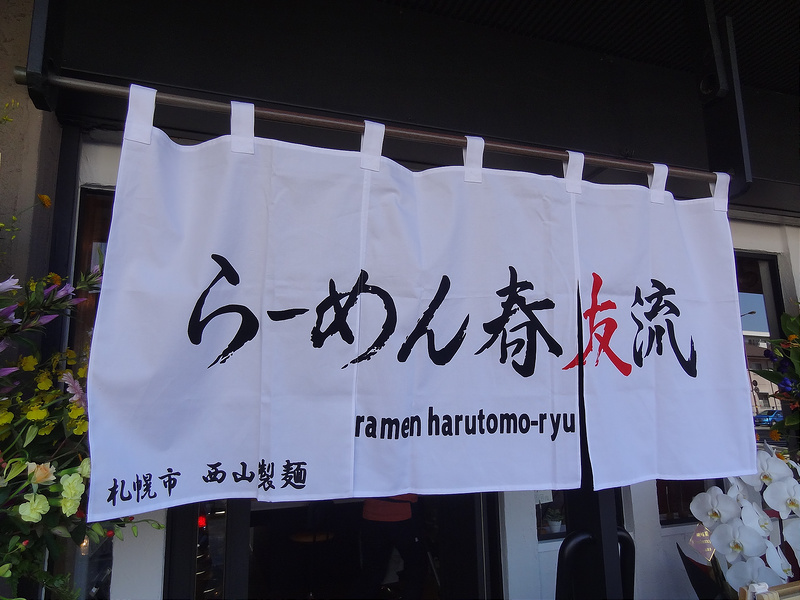 らーめん春友流
ramen harutomo-ryu
札幌市 西山製麺